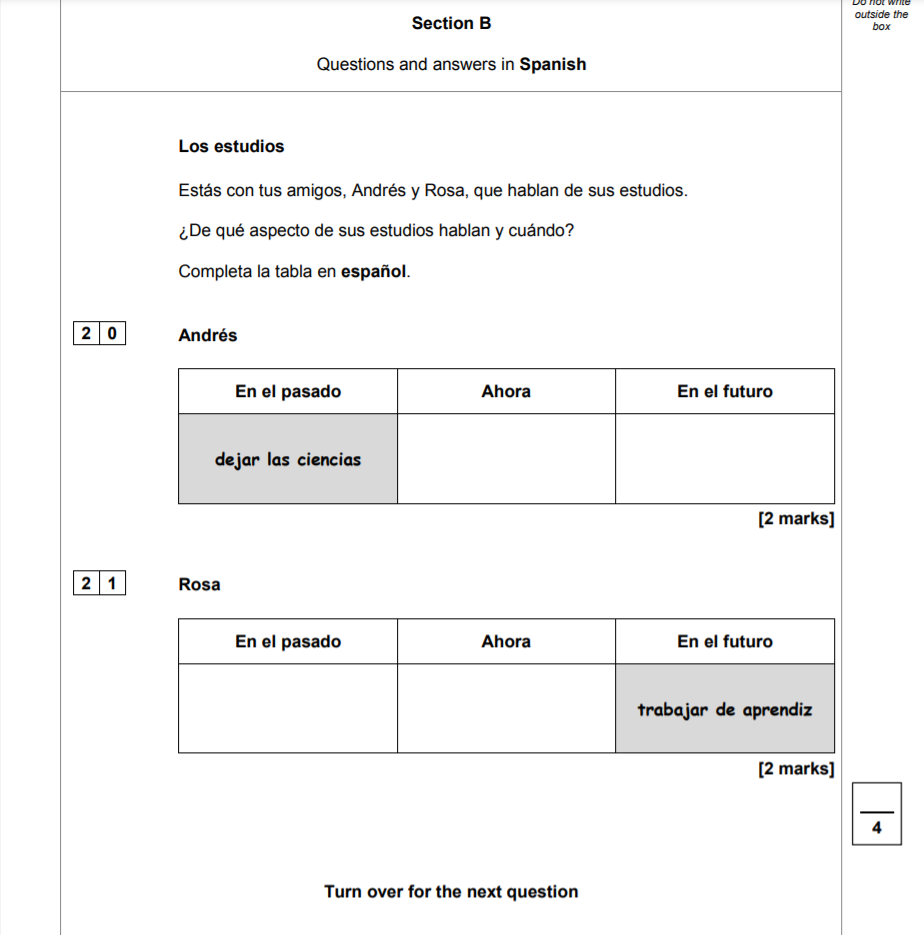 Do not write
outside the
box
Section B
Questions and answers in Spanish
Los estudios
Estás con tus amigos, Andrés y Rosa, que hablan de sus estudios.
¿De qué aspecto de sus estudios hablan y cuándo?
Completa la tabla en español.
2 0 Andrés
En el pasado Ahora En el futuro
dejar las ciencias
[2 marks]
2 1 Rosa
En el pasado Ahora En el futuro
trabajar de aprendiz
[2 marks]
4
Turn over for the next question